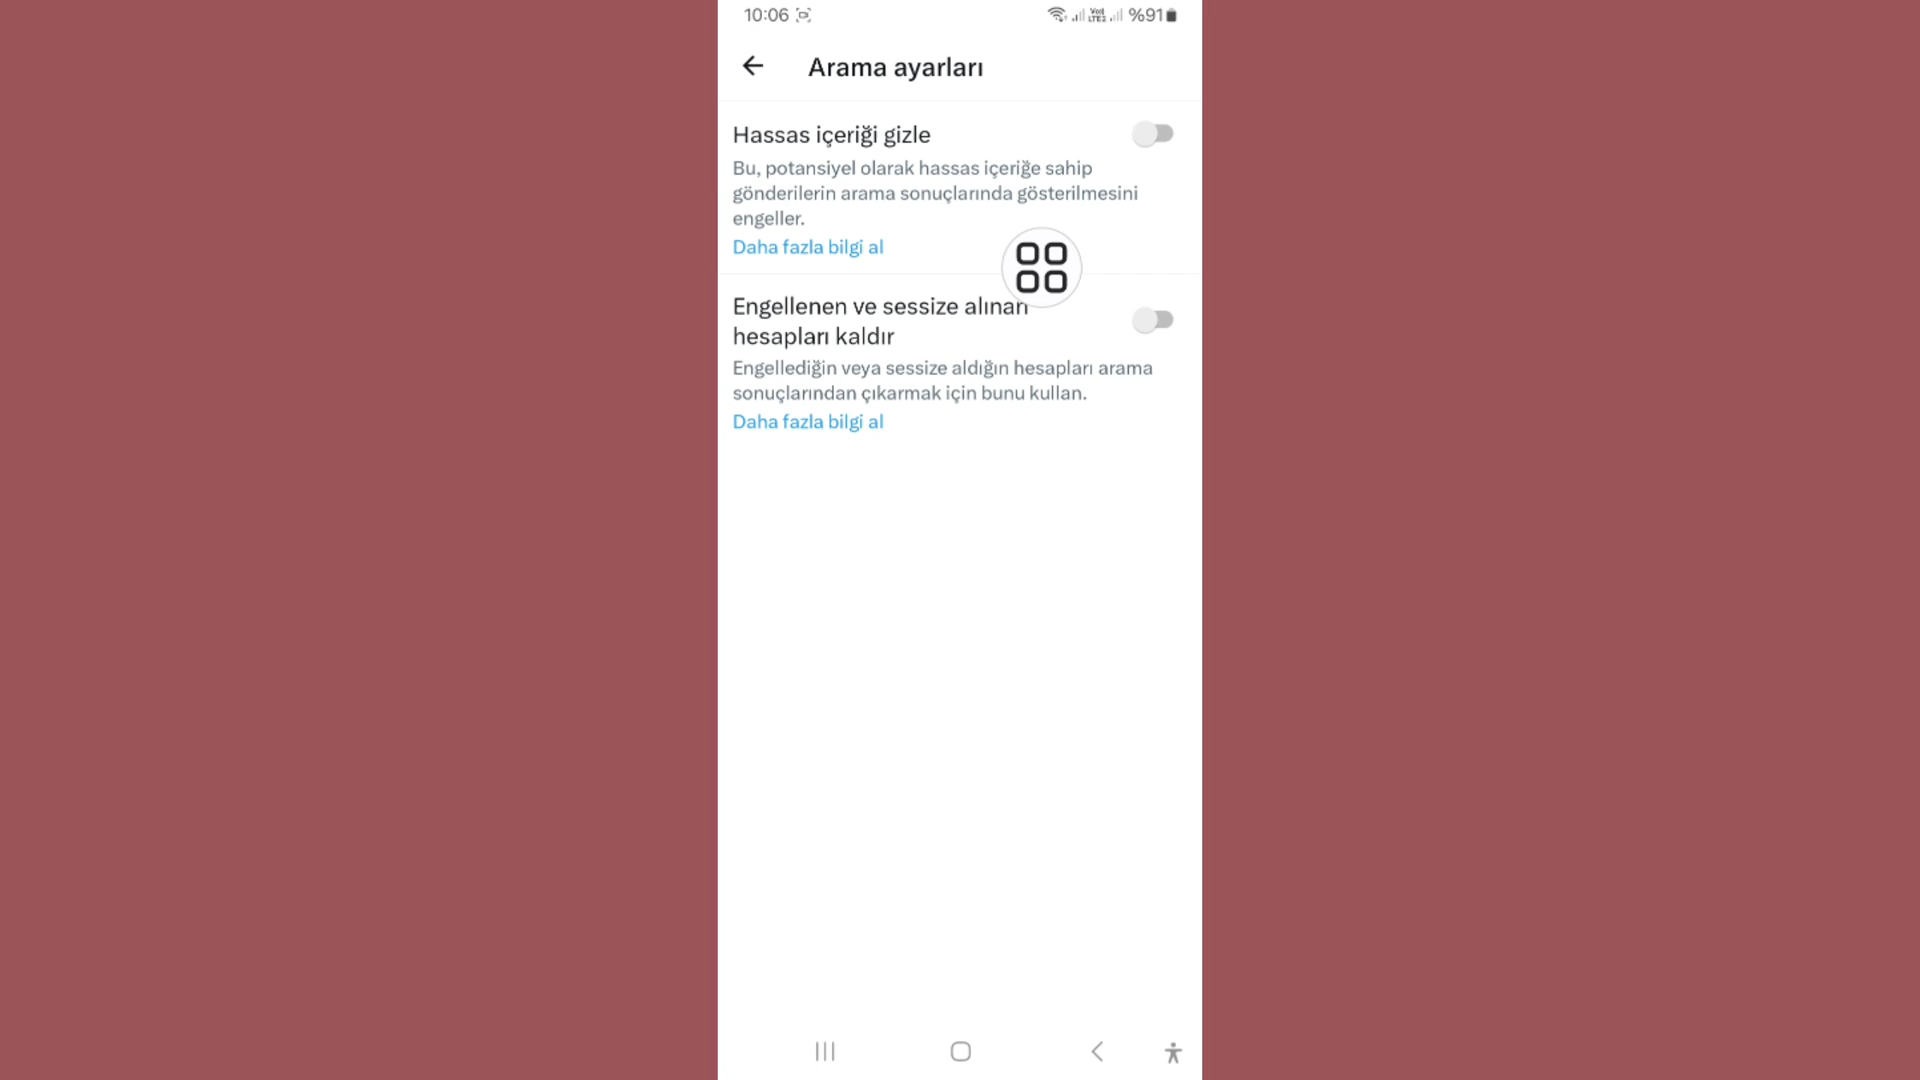 10:06 %91
Arama ayarları
Hassas içeriği gizle
Bu, potansiyel olarak hassas içeriğe sahip
gönderilerin arama sonuçlarında gösterilmesini
engeller.
Daha fazla bilgi al
Engellenen ve sessize alınan
hesapları kaldır
Engellediğin veya sessize aldığın hesapları arama
sonuçlarından çıkarmak için bunu kullan.
Daha fazla bilgi al